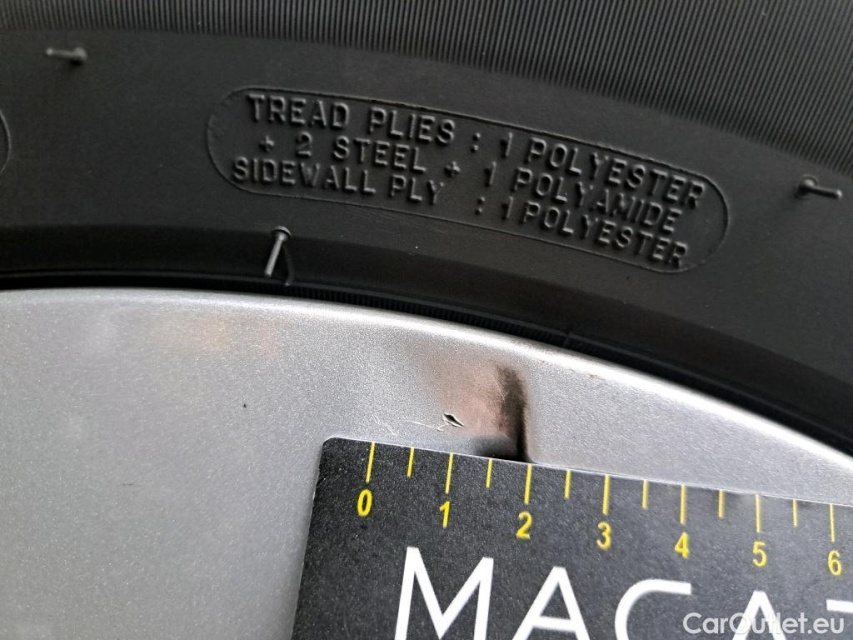 TREAD PLIES : 1 POLYESTER
+ 2 STEEL + 1 POLYAMIDE
SIDEWALL PLY : 1 POLYESTER
0 1 2 3 4 5 6
CarOutlet.eu